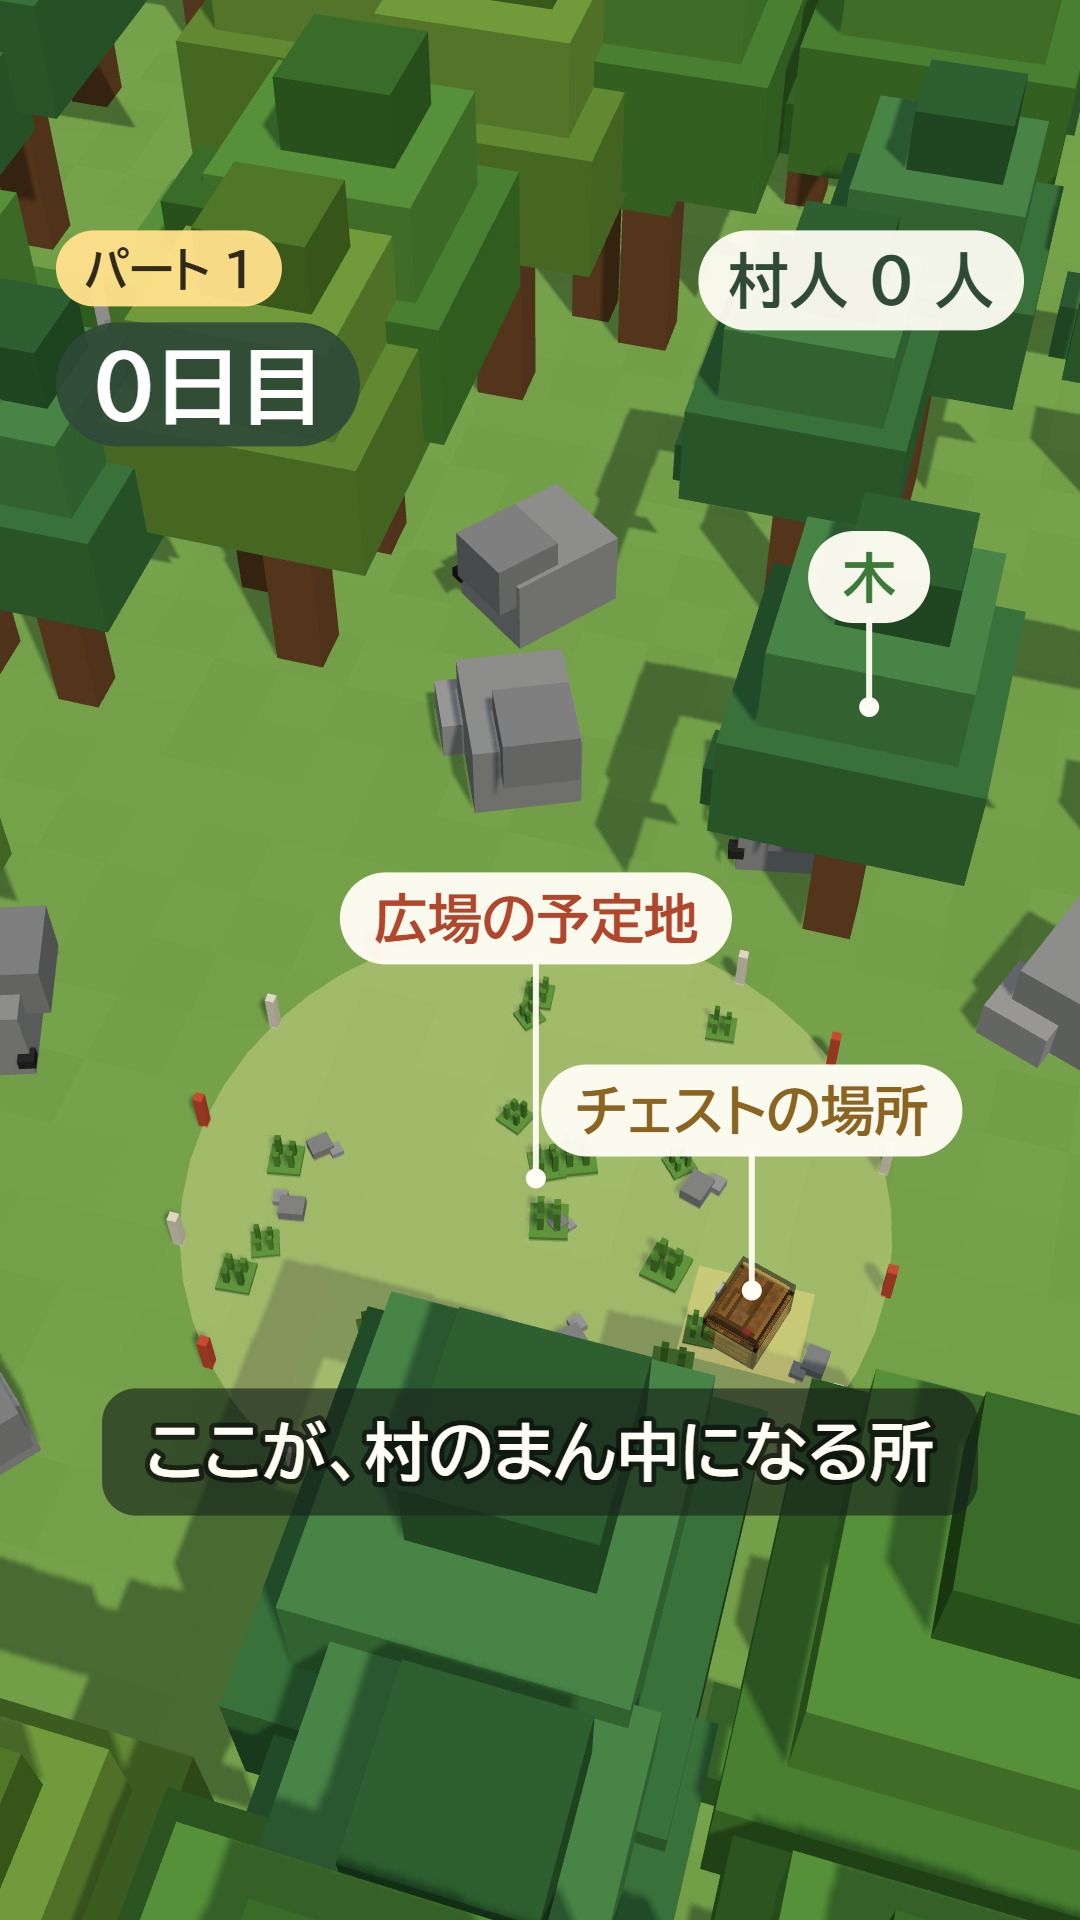 パート 1
0日目
村人 0 人
木
広場の予定地
チェストの場所
ここが、村のまん中になる所